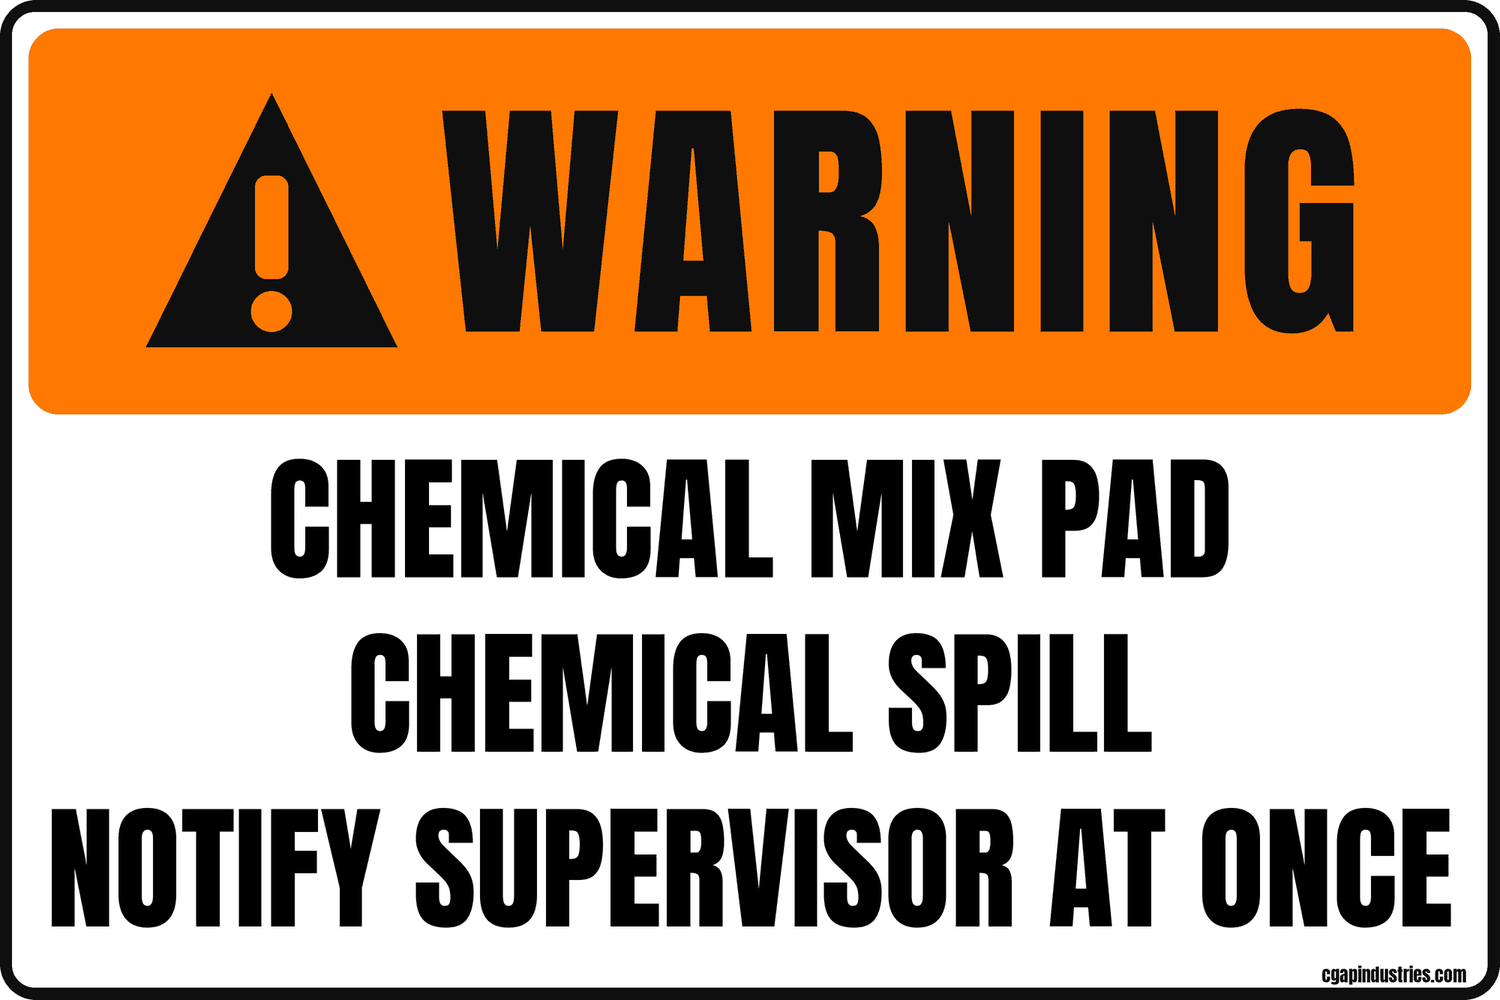 WARNING
CHEMICAL MIX PAD
CHEMICAL SPILL
NOTIFY SUPERVISOR AT ONCE
cgapindustries.com